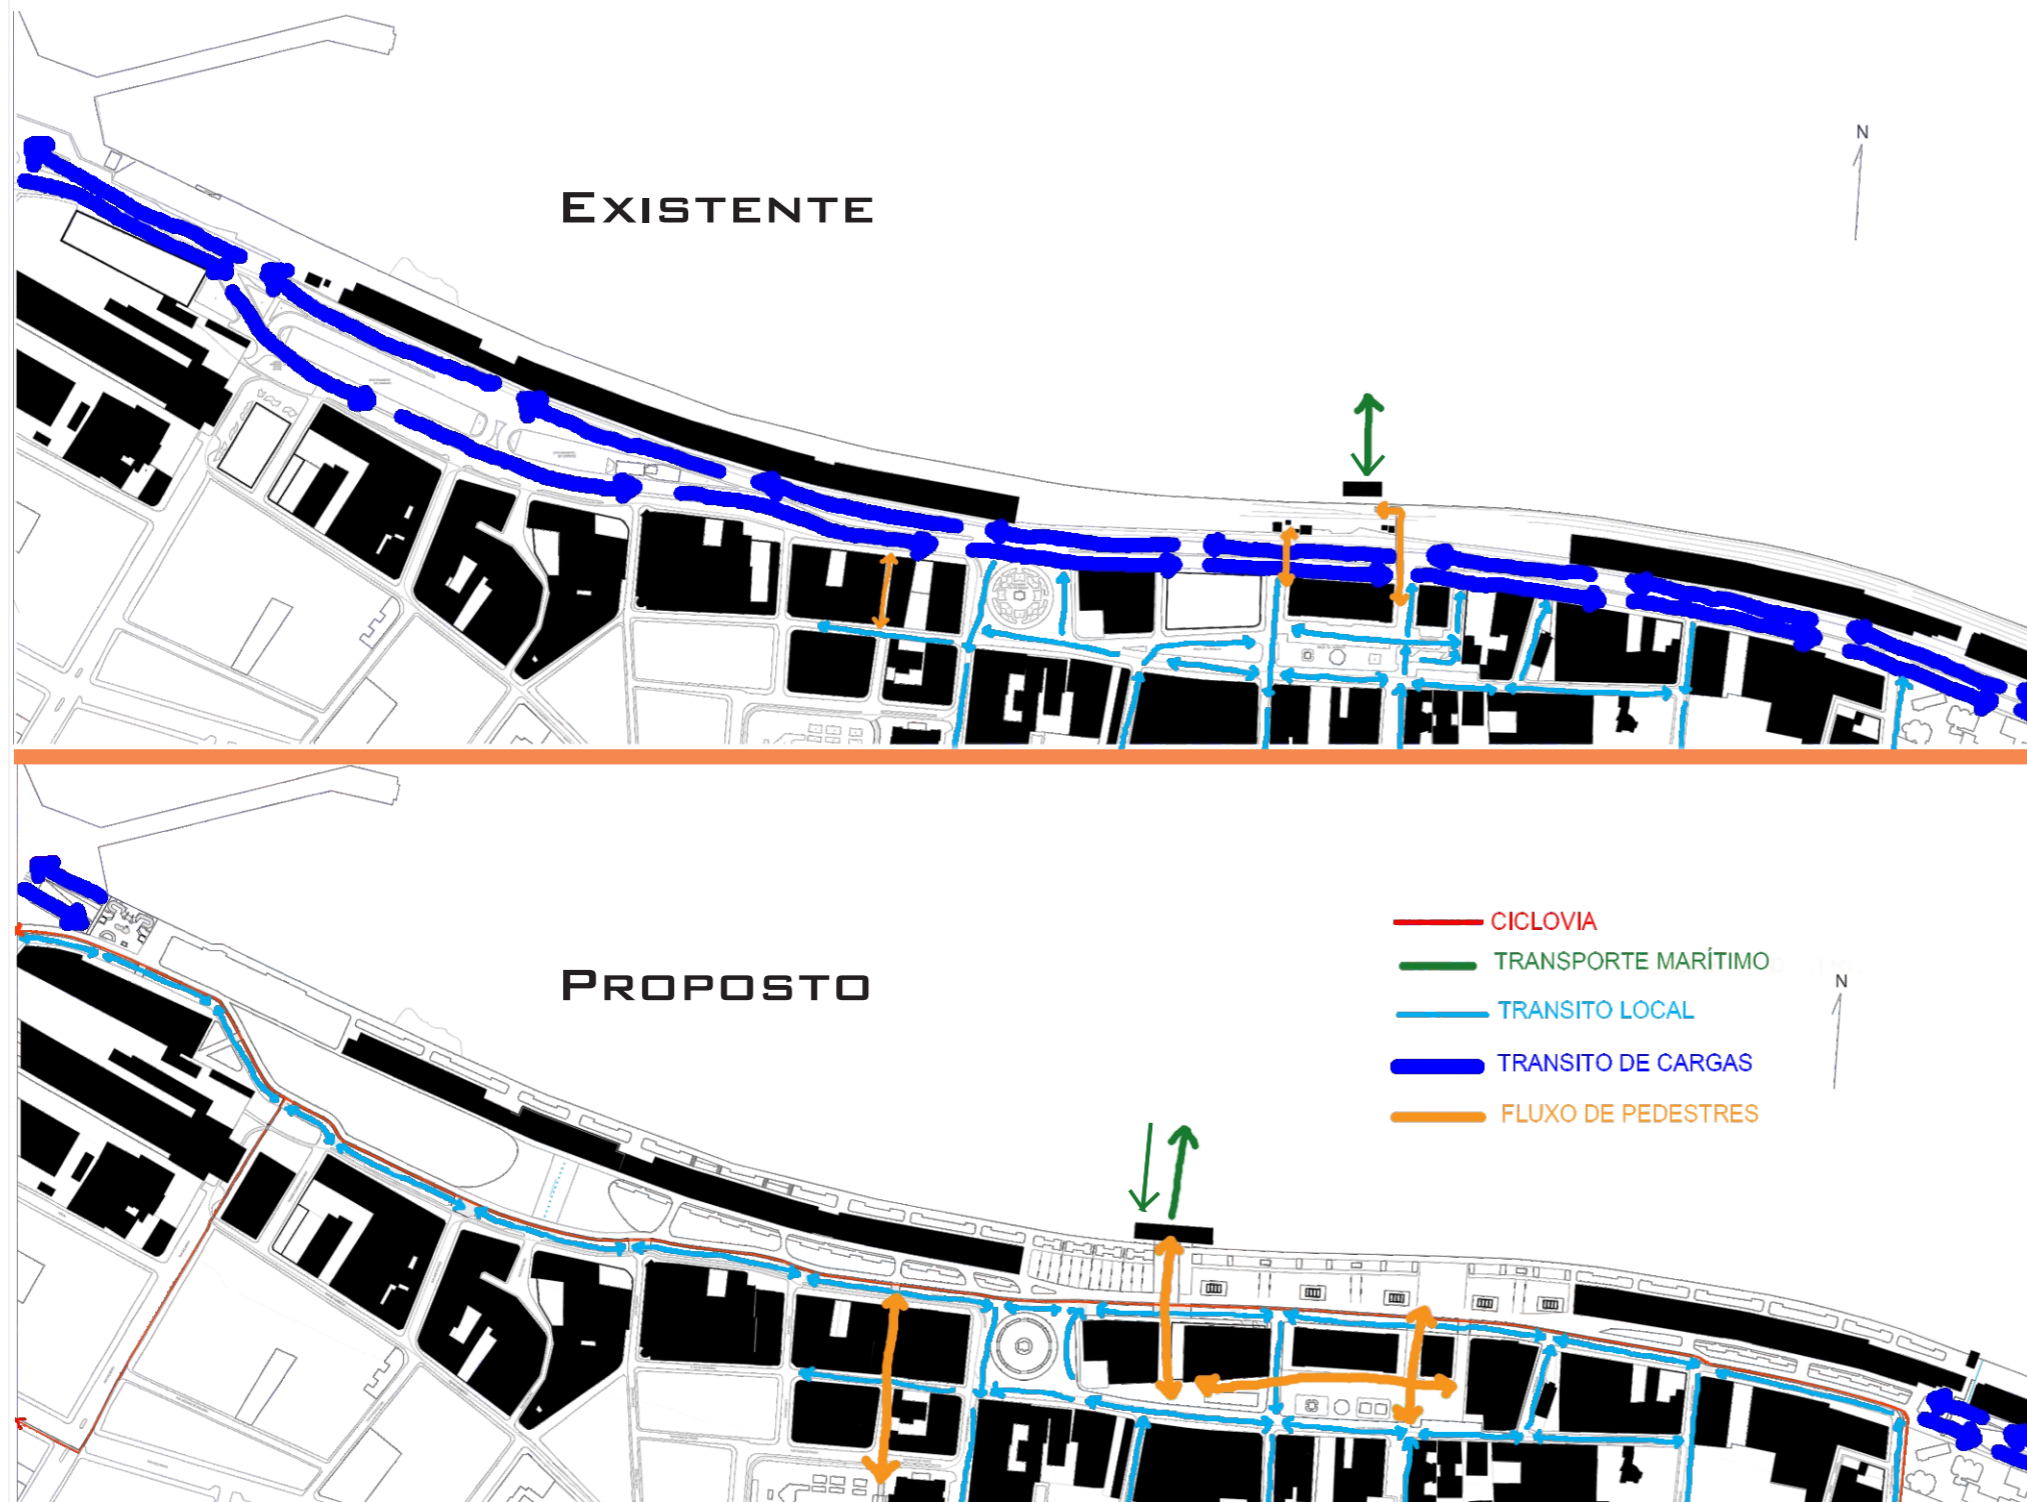 N
EXISTENTE
PROPOSTO
CICLOVIA
TRANSPORTE MARÍTIMO
N
TRANSITO LOCAL
TRANSITO DE CARGAS
FLUXO DE PEDESTRES